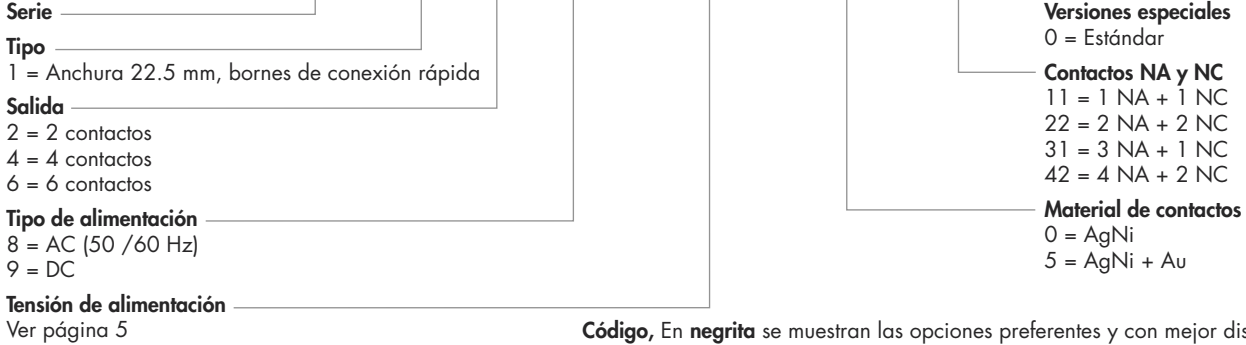 Serie
Tipo
1 = Anchura 22.5 mm, bornes de conexión rápida
Salida
2 = 2 contactos
4 = 4 contactos
6 = 6 contactos
Tipo de alimentación
8 = AC (50 /60 Hz)
9 = DC
Tensión de alimentación
Ver página 5
Versiones especiales
0 = Estándar
Contactos NA y NC
11 = 1 NA + 1 NC
22 = 2 NA + 2 NC
31 = 3 NA + 1 NC
42 = 4 NA + 2 NC
Material de contactos
0 = AgNi
5 = AgNi + Au
Código, En negrita se muestran las opciones preferentes y con mejor